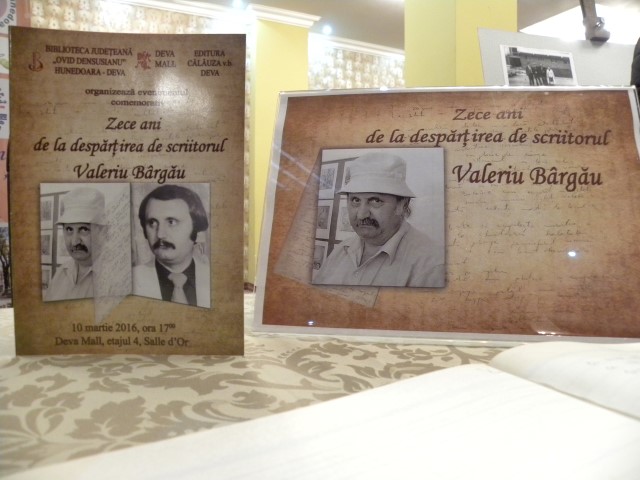 BIBLIOTECA JUDEȚEANĂ
"OVID DENSUSIANU"
HUNEDOARA - DEVA
DEVA
MALL
EDITURA
CĂLĂUZA v.b
DEVA
organizează evenimentul
comemorativ
Zece ani
de la despărțirea de scriitorul
Valeriu Bârgău
10 martie 2016, ora 17⁰⁰
Deva Mall, etajul 4, Salle d'Or
Zece ani
de la despărțirea de scriitorul
Valeriu Bârgău